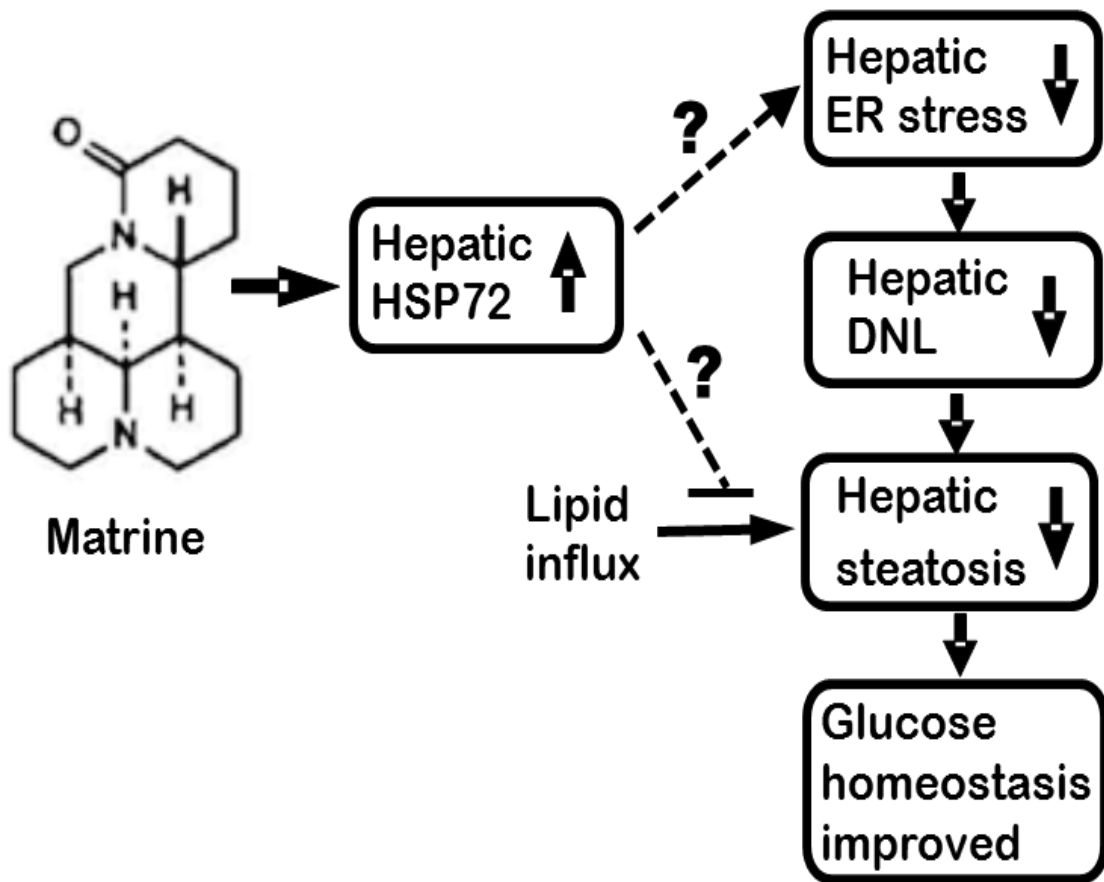 O
H
N
H
H
H
N
Matrine
Hepatic
HSP72
?
?
Lipid
influx
Hepatic
ER stress
Hepatic
DNL
Hepatic
steatosis
Glucose
homeostasis
improved